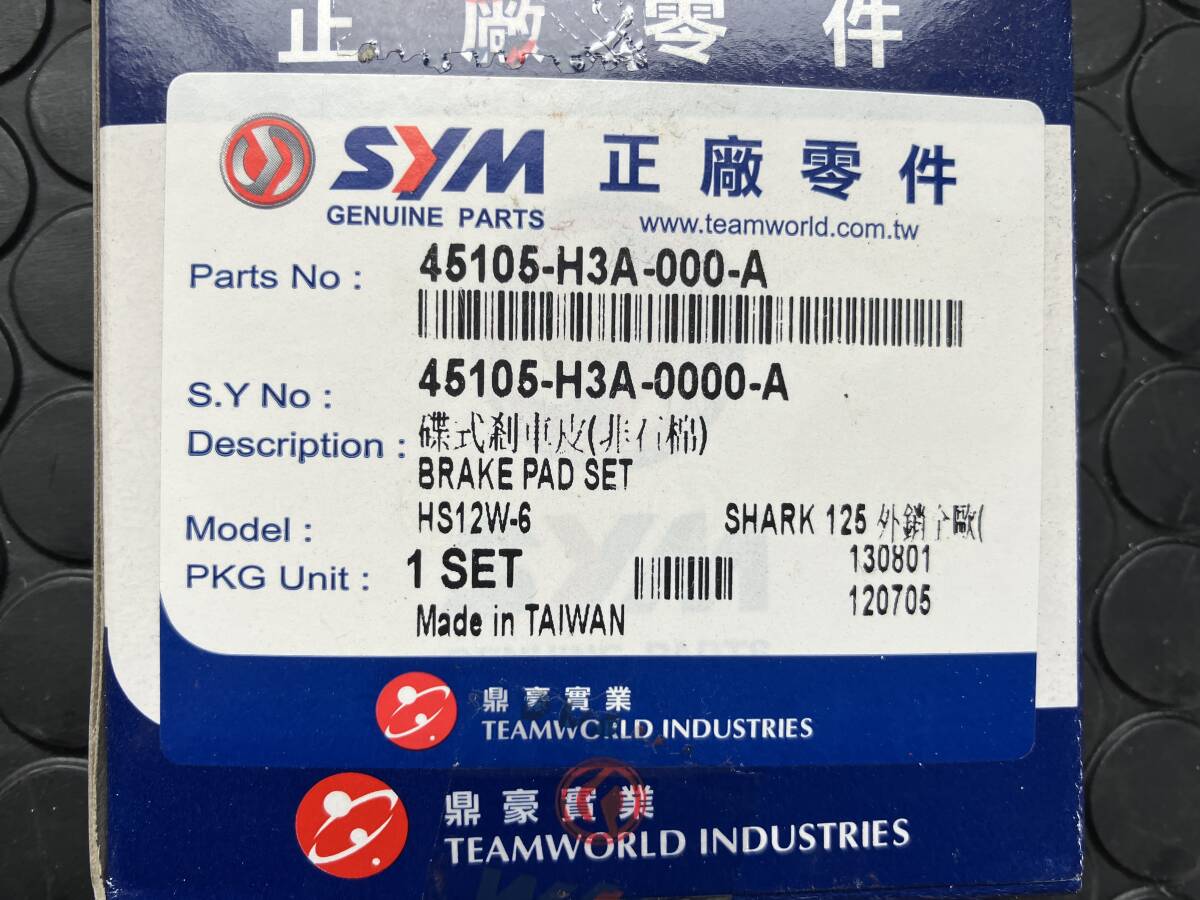 正廠零件
SYM 正廠零件
GENUINE PARTS www.teamworld.com.tw
Parts No : 45105-H3A-000-A
S.Y No : 45105-H3A-0000-A
Description : 碟式剎車皮(非石棉)
BRAKE PAD SET
Model : HS12W-6 SHARK 125 外銷全歐(
PKG Unit : 1 SET 130801
Made in TAIWAN 120705
鼎豪實業
TEAMWORLD INDUSTRIES
鼎豪實業
TEAMWORLD INDUSTRIES